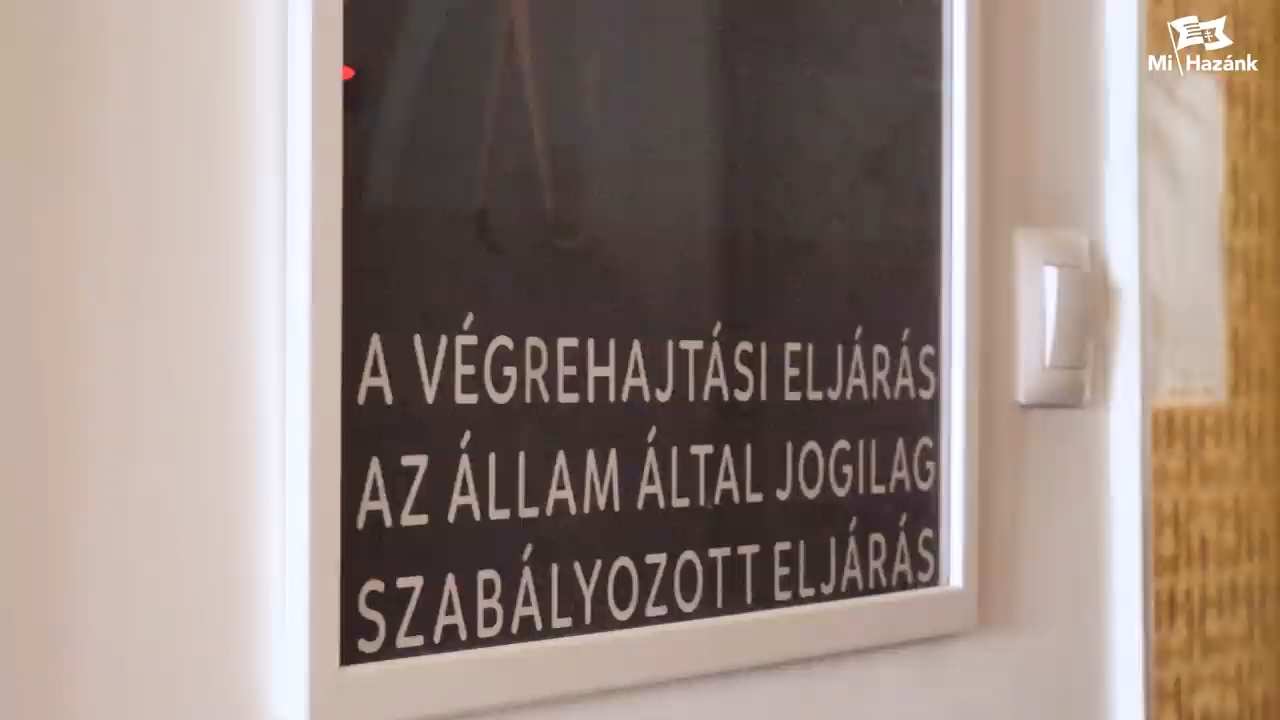 Mi Hazánk
A VÉGREHAJTÁSI ELJÁRÁS
AZ ÁLLAM ÁLTAL JOGILAG
SZABÁLYOZOTT ELJÁRÁS